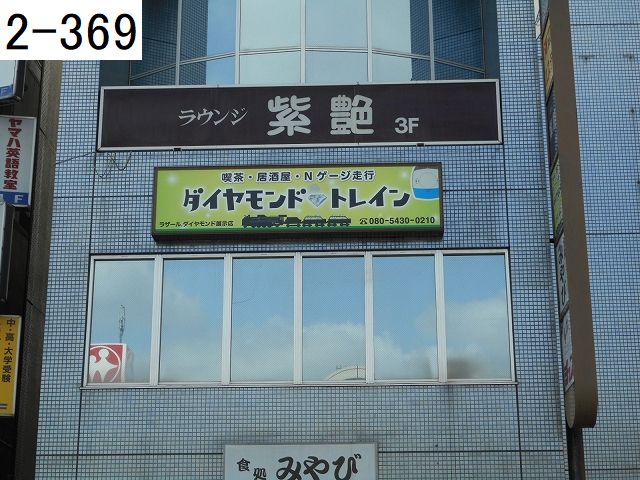 2-369
ラウンジ 紫艶 3F
喫茶・居酒屋・Nゲージ走行
ダイヤモンドトレイン
ラザール ダイヤモンド展示店 ☎080-5430-0210
ヤマハ英語教室
中・高・大学受験
食処 みやび